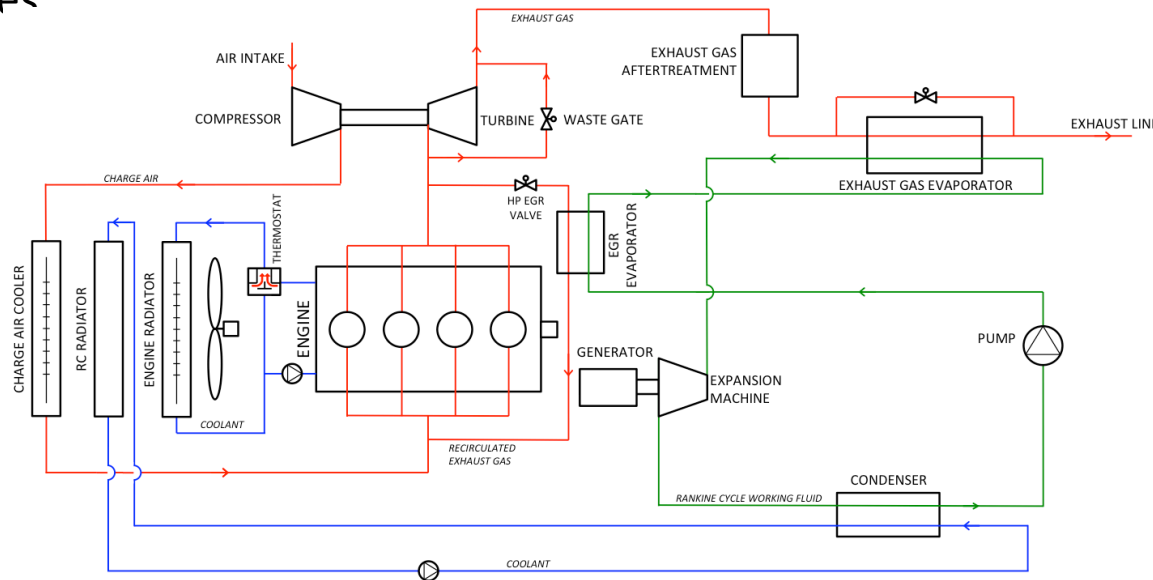 EXHAUST GAS
AIR INTAKE
EXHAUST GAS
AFTERTREATMENT
COMPRESSOR
TURBINE
WASTE GATE
EXHAUST LINE
CHARGE AIR
HP EGR
VALVE
EXHAUST GAS EVAPORATOR
THERMOSTAT
EGR
EVAPORATOR
CHARGE AIR COOLER
RC RADIATOR
ENGINE RADIATOR
ENGINE
PUMP
GENERATOR
EXPANSION
MACHINE
COOLANT
RECIRCULATED
EXHAUST GAS
CONDENSER
RANKINE CYCLE WORKING FLUID
COOLANT